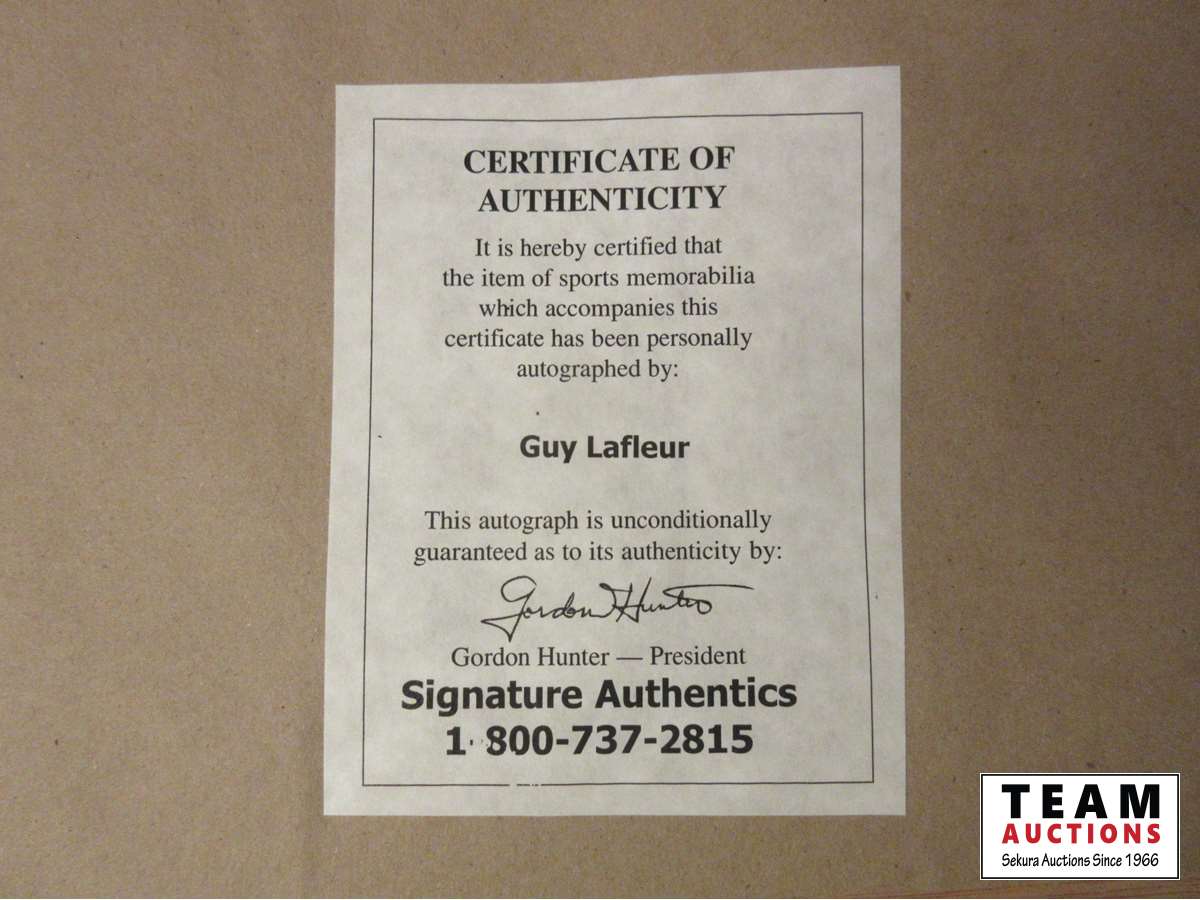 CERTIFICATE OF
AUTHENTICITY
It is hereby certified that
the item of sports memorabilia
which accompanies this
certificate has been personally
autographed by:
Guy Lafleur
This autograph is unconditionally
guaranteed as to its authenticity by:
Gordon Hunter
Gordon Hunter — President
Signature Authentics
1-800-737-2815
TEAM
AUCTIONS
Sekura Auctions Since 1966